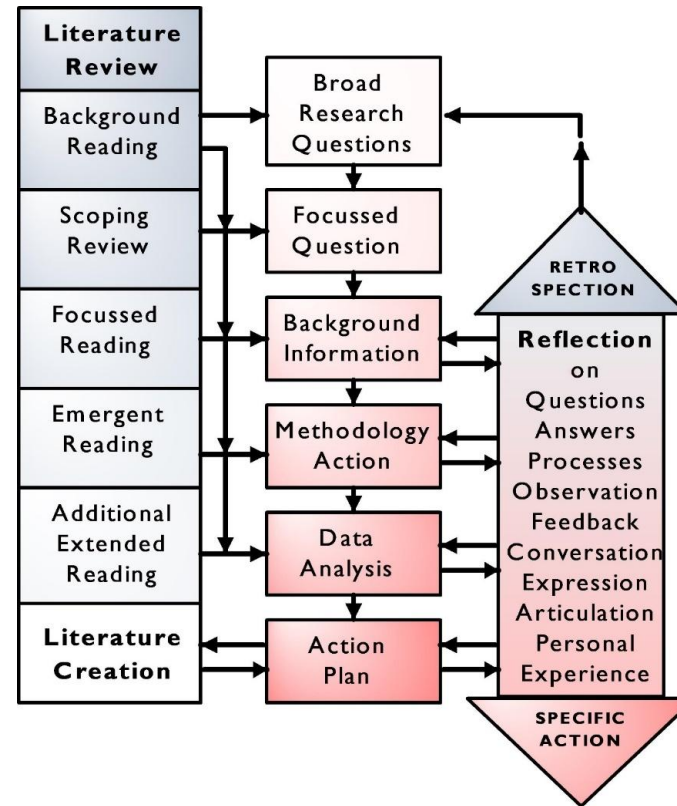 Literature
Review
Background
Reading
Scoping
Review
Focussed
Reading
Emergent
Reading
Additional
Extended
Reading
Literature
Creation
Broad
Research
Questions
Focussed
Question
Background
Information
Methodology
Action
Data
Analysis
Action
Plan
RETRO
SPECTION
Reflection
on
Questions
Answers
Processes
Observation
Feedback
Conversation
Expression
Articulation
Personal
Experience
SPECIFIC
ACTION